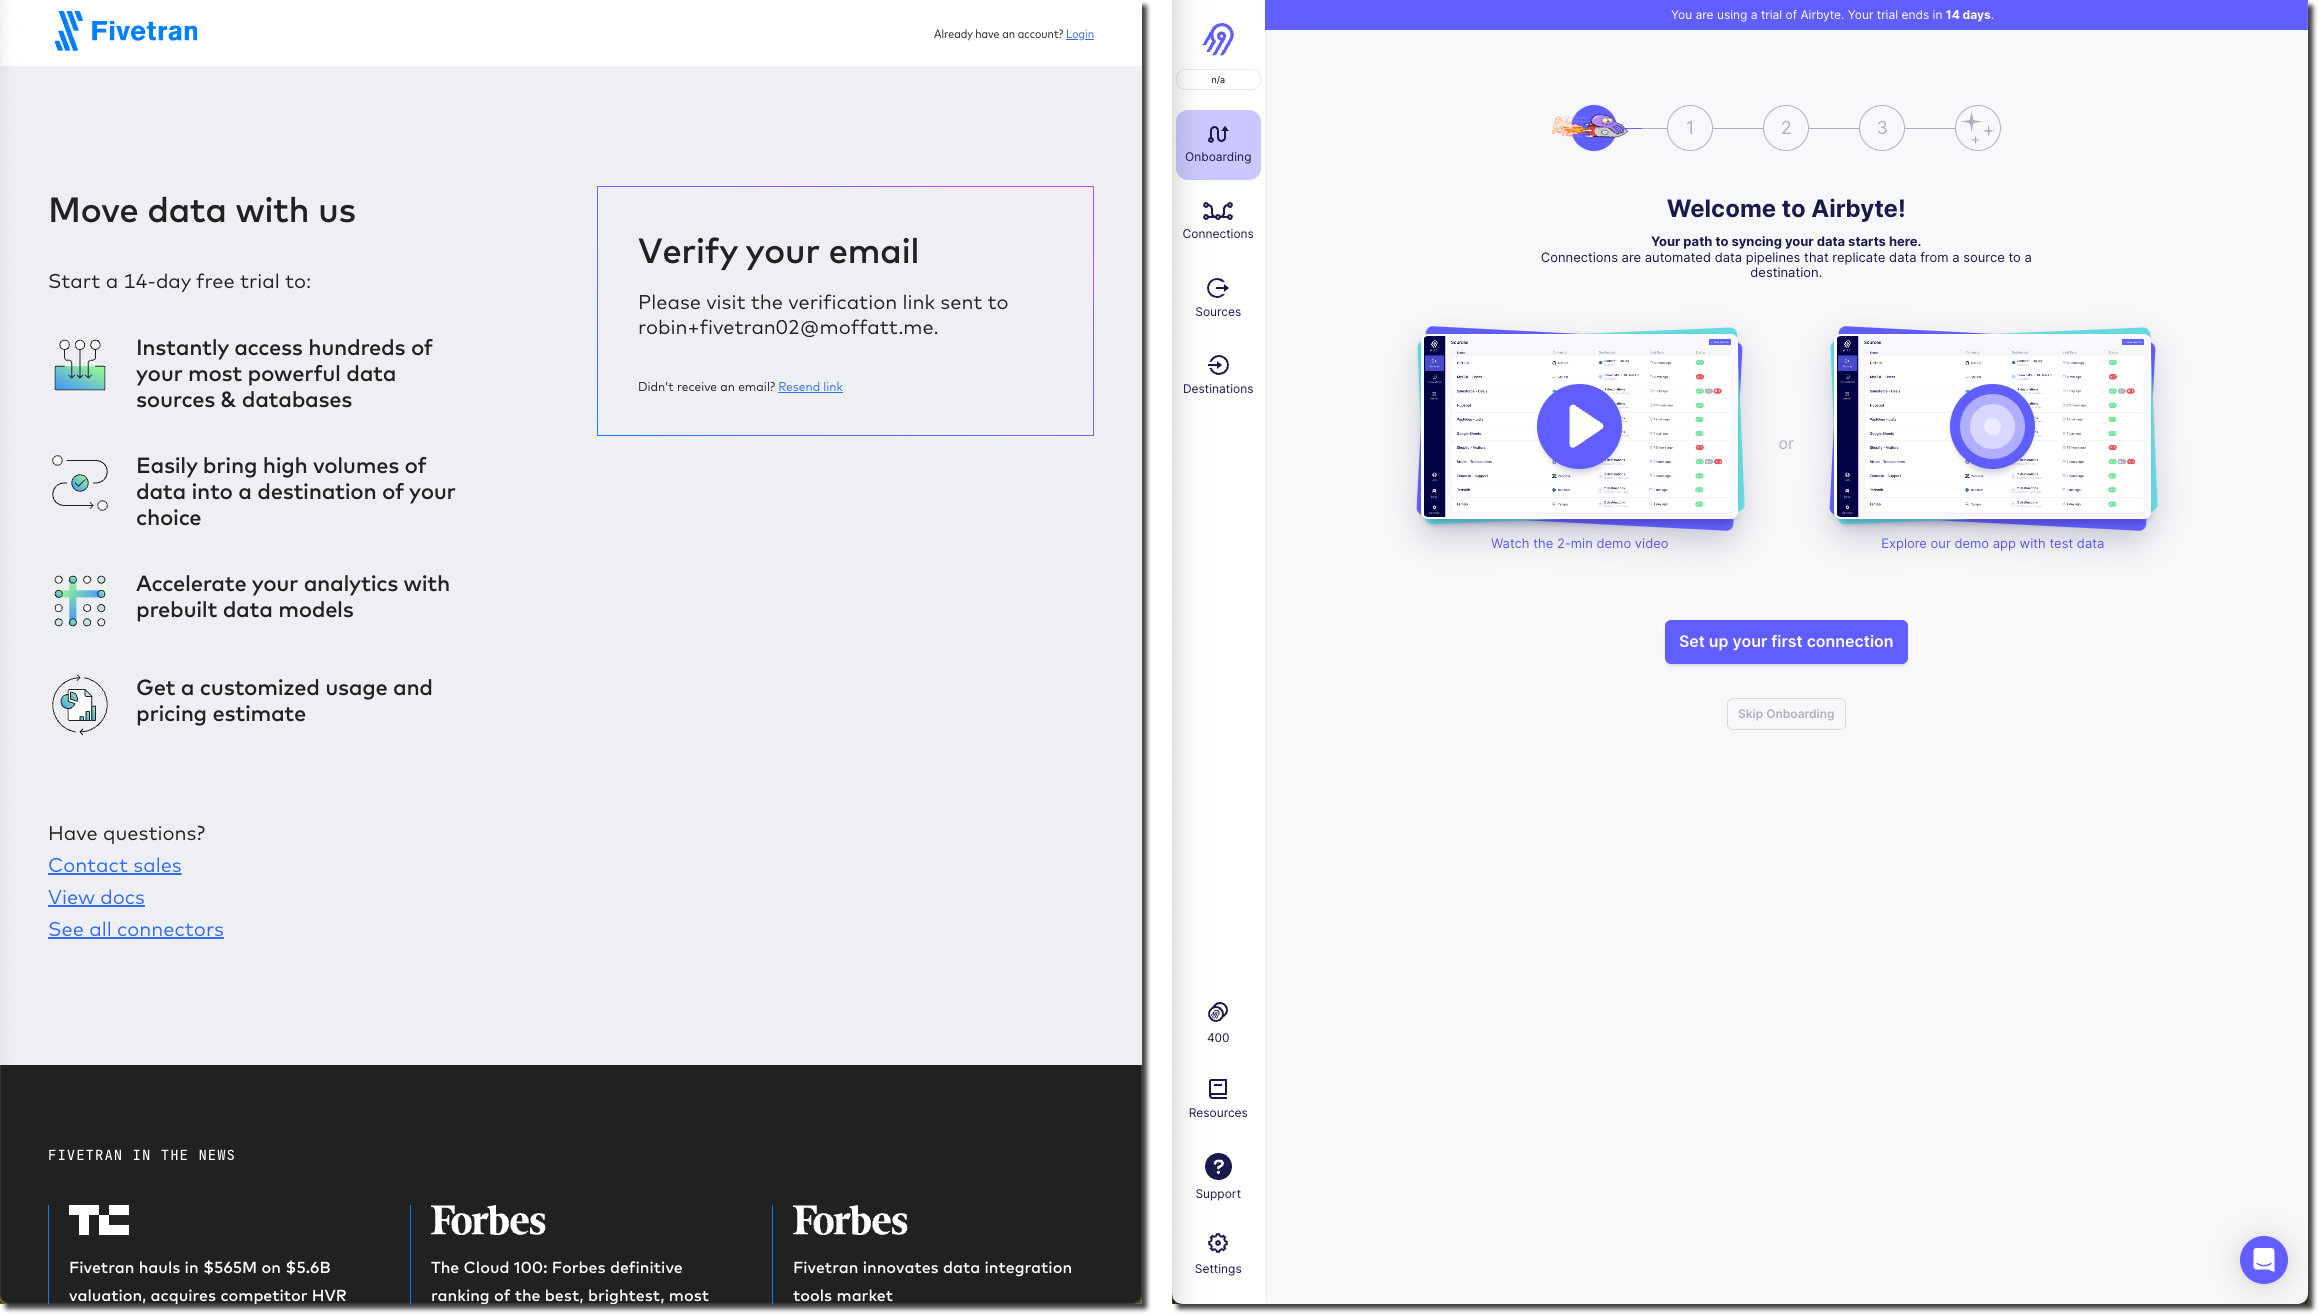 Fivetran
Already have an account? Login
Move data with us
Start a 14-day free trial to:
Instantly access hundreds of
your most powerful data
sources & databases
Easily bring high volumes of
data into a destination of your
choice
Accelerate your analytics with
prebuilt data models
Get a customized usage and
pricing estimate
Have questions?
Contact sales
View docs
See all connectors
Verify your email
Please visit the verification link sent to
robin+fivetran02@moffatt.me.
Didn't receive an email? Resend link
FIVETRAN IN THE NEWS
TC
Fivetran hauls in $565M on $5.6B
valuation, acquires competitor HVR
Forbes
The Cloud 100: Forbes definitive
ranking of the best, brightest, most
Forbes
Fivetran innovates data integration
tools market
You are using a trial of Airbyte. Your trial ends in 14 days.
n/a
Onboarding
Connections
Sources
Destinations
400
Resources
Support
Settings
1
2
3
Welcome to Airbyte!
Your path to syncing your data starts here.
Connections are automated data pipelines that replicate data from a source to a
destination.
Watch the 2-min demo video
or
Explore our demo app with test data
Set up your first connection
Skip Onboarding